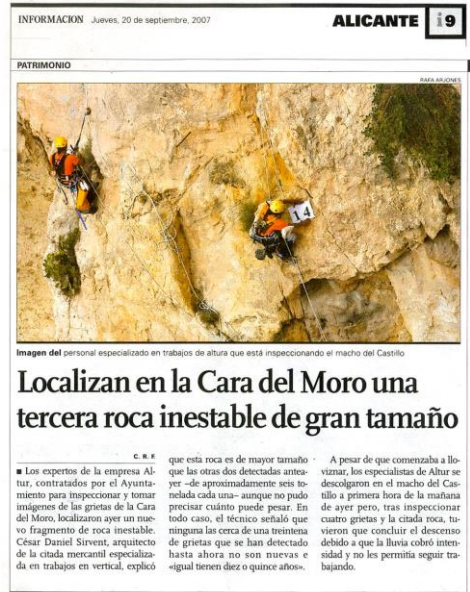 INFORMACION Jueves, 20 de septiembre, 2007
ALICANTE 9
PATRIMONIO
RAFA ARJONES
14
Imagen del personal especializado en trabajos de altura que está inspeccionando el macho del Castillo
Localizan en la Cara del Moro una
tercera roca inestable de gran tamaño
C. R. F.
■ Los expertos de la empresa Al-
tur, contratados por el Ayunta-
miento para inspeccionar y tomar
imágenes de las grietas de la Cara
del Moro, localizaron ayer un nue-
vo fragmento de roca inestable.
César Daniel Sirvent, arquitecto
de la citada mercantil especializa-
da en trabajos en vertical, explicó
que esta roca es de mayor tamaño
que las otras dos detectadas antea-
yer –de aproximadamente seis to-
nelada cada una– aunque no pudo
precisar cuánto puede pesar. En
todo caso, el técnico señaló que
ninguna las cerca de una treintena
de grietas que se han detectado
hasta ahora no son nuevas e
«igual tienen diez o quince años».
A pesar de que comenzaba a llo-
viznar, los especialistas de Altur se
descolgaron en el macho del Cas-
tillo a primera hora de la mañana
de ayer pero, tras inspeccionar
cuatro grietas y la citada roca, tu-
vieron que concluir el descenso
debido a que la lluvia cobró inten-
sidad y no les permitía seguir tra-
bajando.